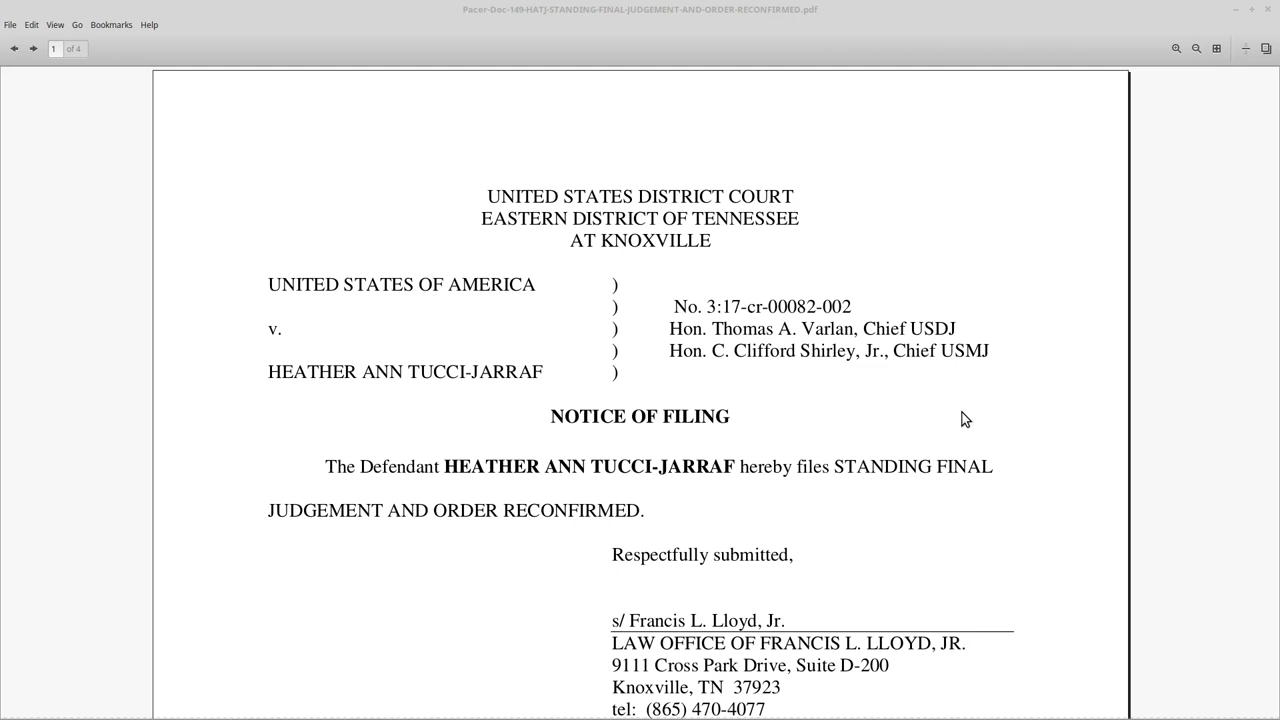 Pacer-Doc-149-HATJ-STANDING-FINAL-JUDGEMENT-AND-ORDER-RECONFIRMED.pdf
File Edit View Go Bookmarks Help
1 of 4
UNITED STATES DISTRICT COURT
EASTERN DISTRICT OF TENNESSEE
AT KNOXVILLE
UNITED STATES OF AMERICA )
) No. 3:17-cr-00082-002
v. ) Hon. Thomas A. Varlan, Chief USDJ
) Hon. C. Clifford Shirley, Jr., Chief USMJ
HEATHER ANN TUCCI-JARRAF )
NOTICE OF FILING
The Defendant HEATHER ANN TUCCI-JARRAF hereby files STANDING FINAL
JUDGEMENT AND ORDER RECONFIRMED.
Respectfully submitted,
s/ Francis L. Lloyd, Jr.
LAW OFFICE OF FRANCIS L. LLOYD, JR.
9111 Cross Park Drive, Suite D-200
Knoxville, TN 37923
tel: (865) 470-4077